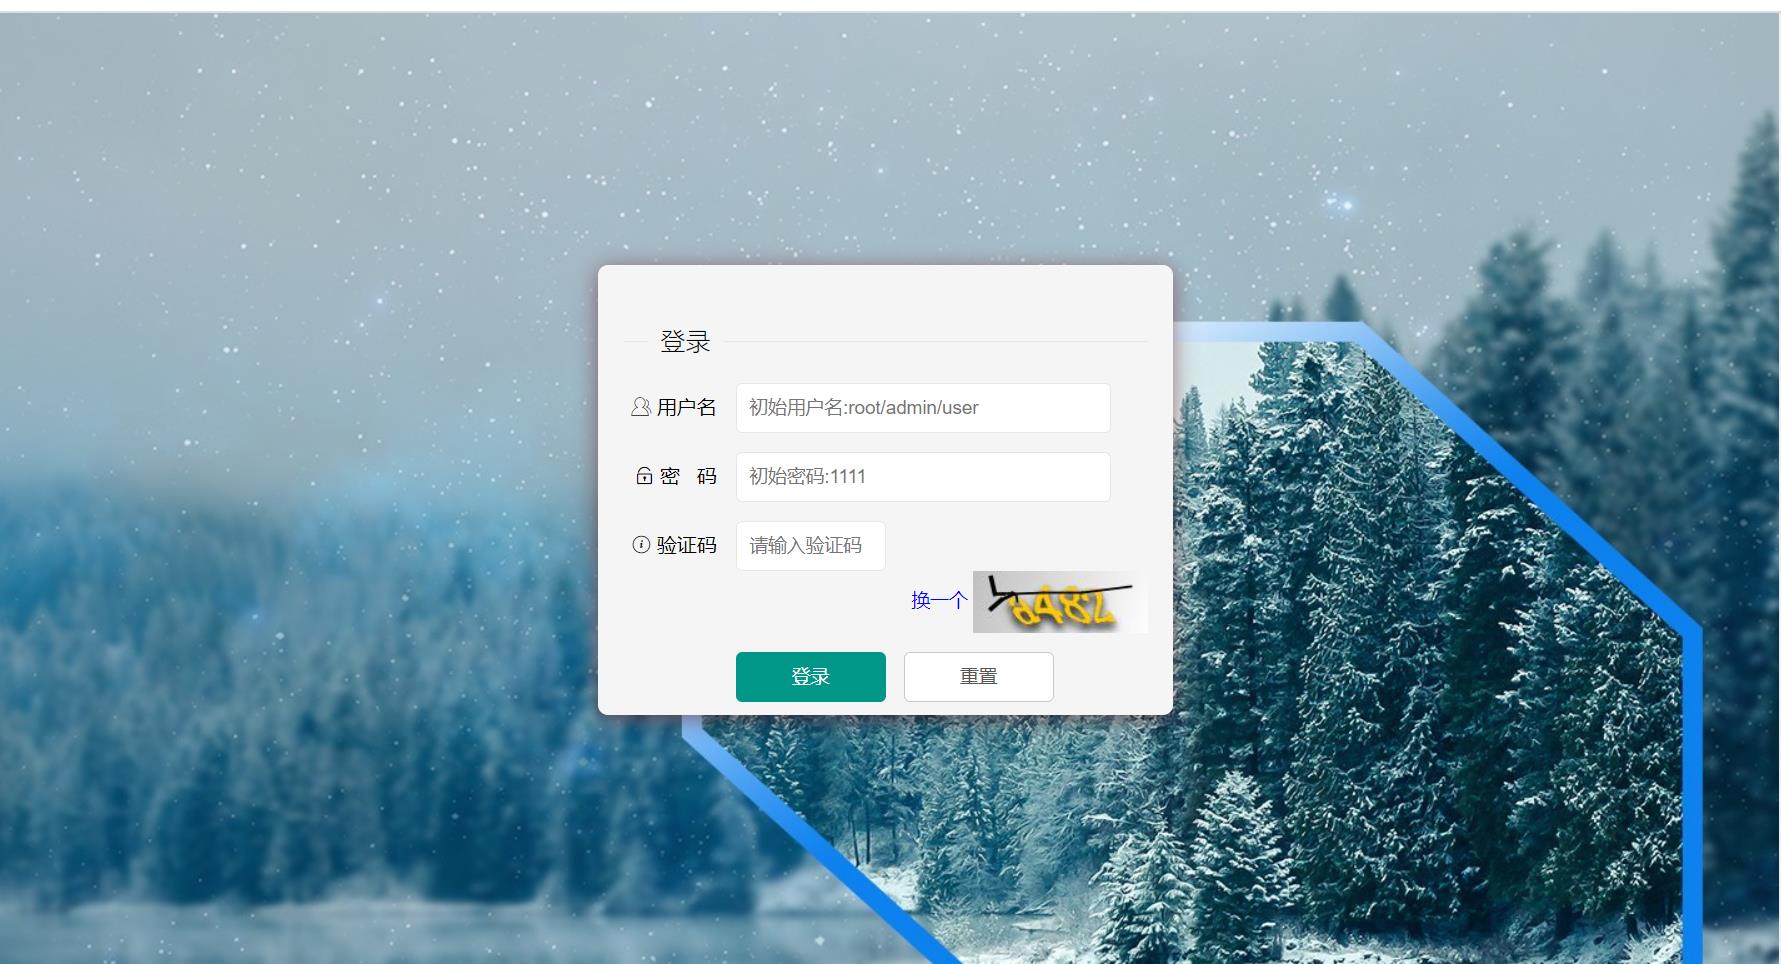 登录
用户名 初始用户名:root/admin/user
密 码 初始密码:1111
验证码 请输入验证码
换一个
登录 重置